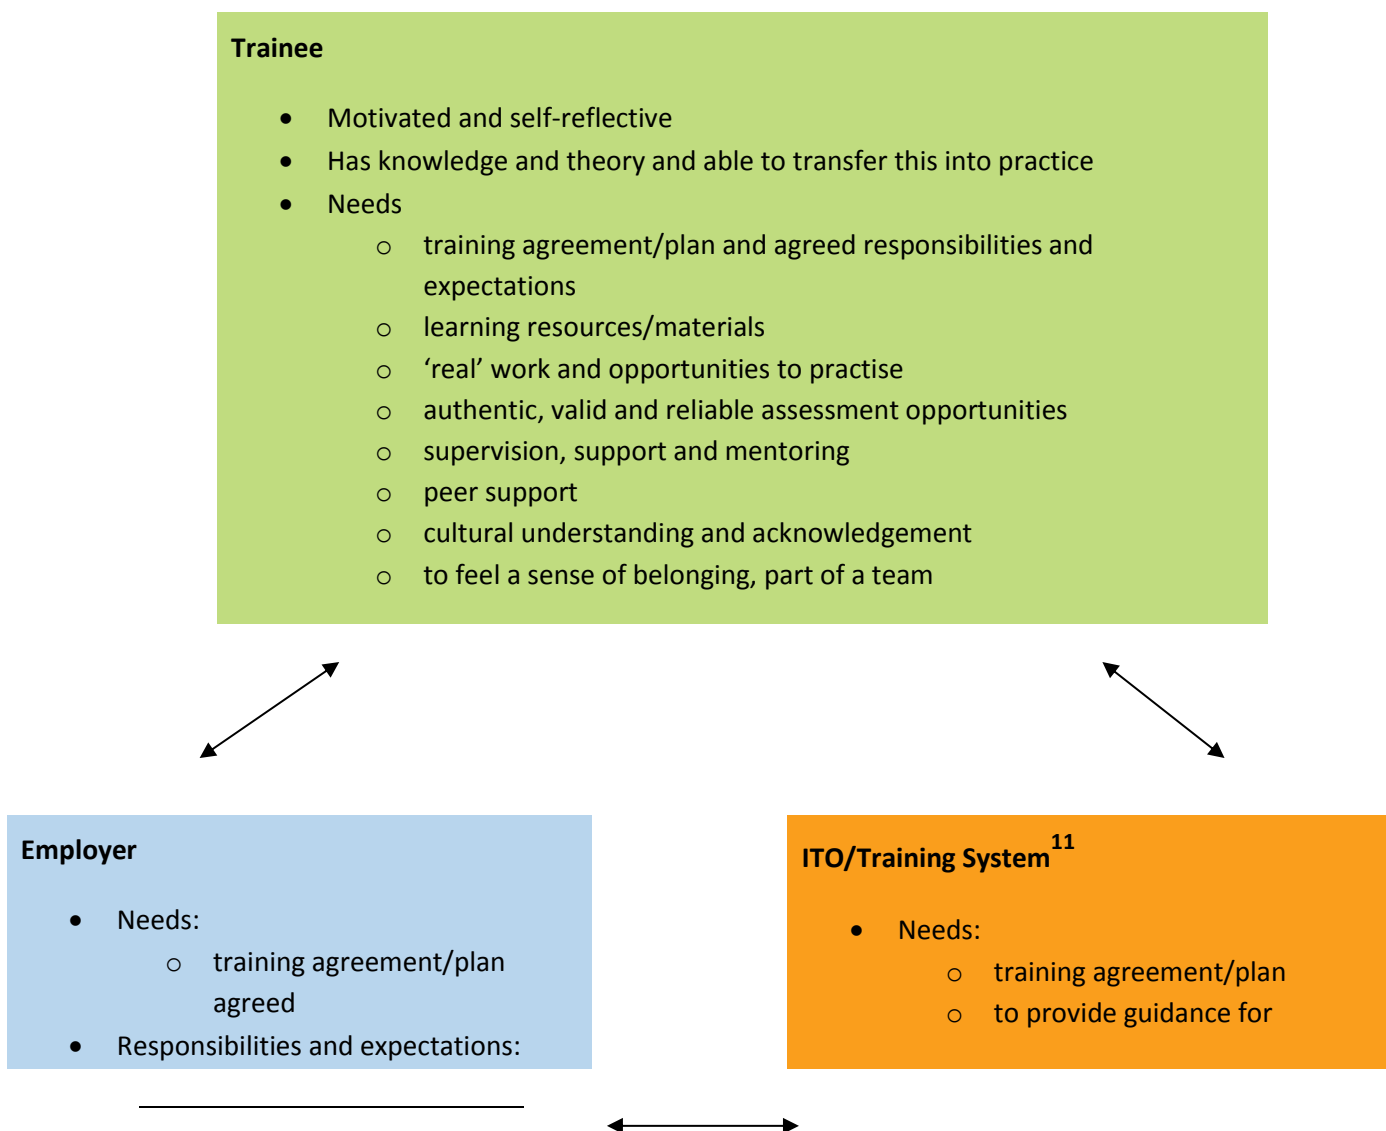 Trainee
• Motivated and self-reflective
• Has knowledge and theory and able to transfer this into practice
• Needs
o training agreement/plan and agreed responsibilities and
expectations
o learning resources/materials
o ‘real’ work and opportunities to practise
o authentic, valid and reliable assessment opportunities
o supervision, support and mentoring
o peer support
o cultural understanding and acknowledgement
o to feel a sense of belonging, part of a team
Employer
• Needs:
o training agreement/plan
agreed
• Responsibilities and expectations:
ITO/Training System11
• Needs:
o training agreement/plan
o to provide guidance for